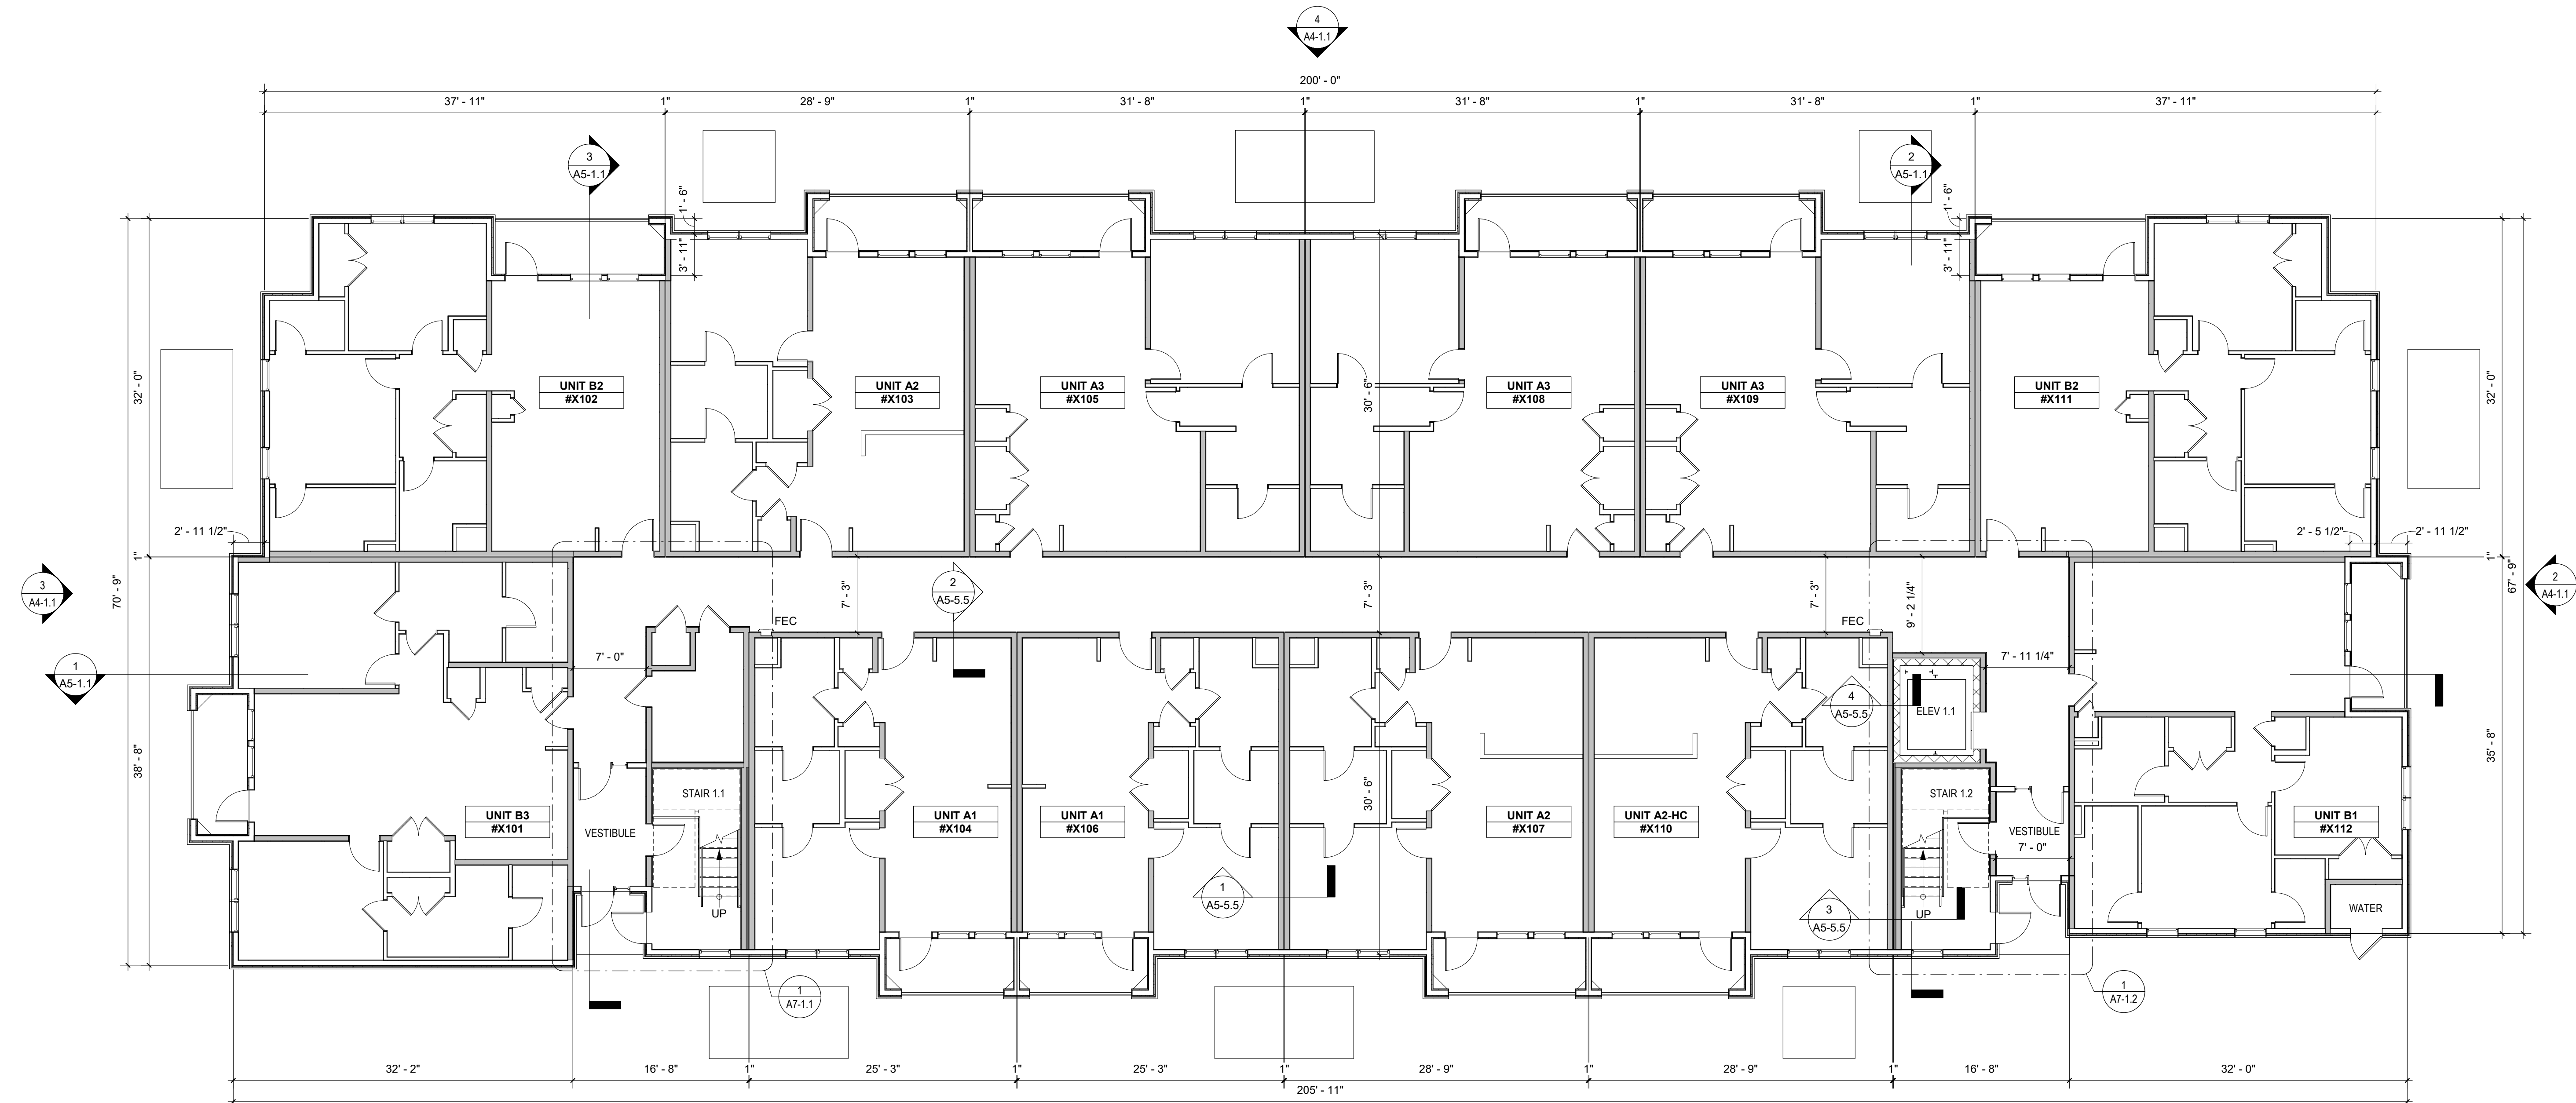 4
A4-1.1
200' - 0"
37' - 11"
1"
28' - 9"
1"
31' - 8"
1"
31' - 8"
1"
31' - 8"
1"
37' - 11"
3
A5-1.1
2
A5-1.1
1' - 6"
3' - 11"
1' - 6"
3' - 11"
32' - 0"
32' - 0"
30' - 6"
UNIT B2
#X102
UNIT A2
#X103
UNIT A3
#X105
UNIT A3
#X108
UNIT A3
#X109
UNIT B2
#X111
2' - 11 1/2"
2' - 5 1/2"
2' - 11 1/2"
1"
1"
70' - 9"
67' - 9"
3
A4-1.1
2
A4-1.1
7' - 3"
2
A5-5.5
7' - 3"
7' - 3"
9' - 2 1/4"
FEC
FEC
7' - 0"
7' - 11 1/4"
1
A5-1.1
4
A5-5.5
ELEV 1.1
38' - 8"
35' - 8"
30' - 6"
STAIR 1.1
STAIR 1.2
UNIT B3
#X101
VESTIBULE
UNIT A1
#X104
UNIT A1
#X106
UNIT A2
#X107
UNIT A2-HC
#X110
VESTIBULE
7' - 0"
UNIT B1
#X112
1
A5-5.5
3
A5-5.5
UP
UP
WATER
1
A7-1.1
1
A7-1.2
32' - 2"
16' - 8"
1"
25' - 3"
1"
25' - 3"
1"
28' - 9"
1"
28' - 9"
1"
16' - 8"
32' - 0"
205' - 11"